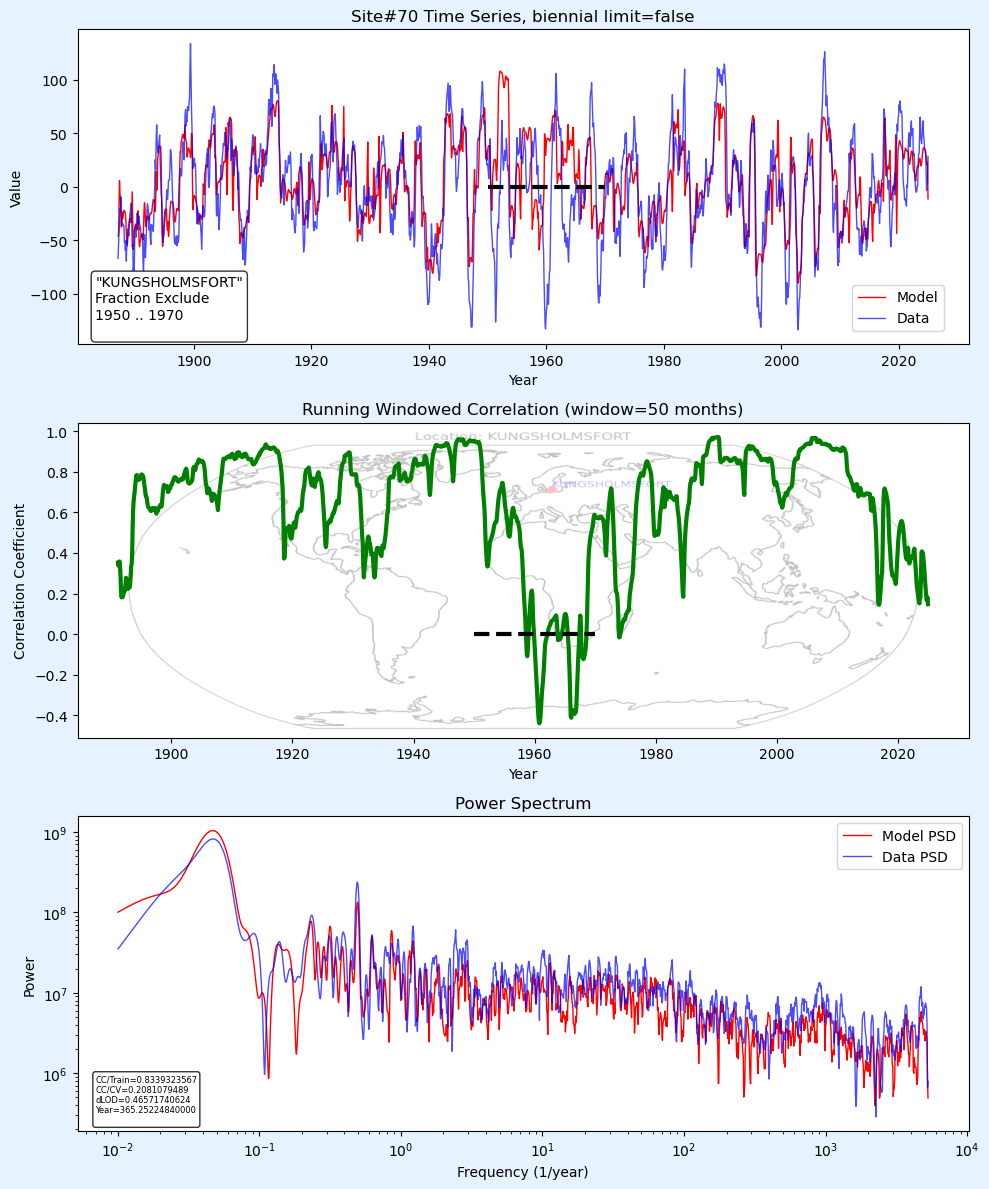 Site#70 Time Series, biennial limit=false
Value
100
50
0
−50
−100
"KUNGSHOLMSFORT"
Fraction Exclude
1950 .. 1970
Model
Data
1900
1920
1940
1960
1980
2000
2020
Year
Running Windowed Correlation (window=50 months)
Location: KUNGSHOLMSFORT
KUNGSHOLMSFORT
Correlation Coefficient
1.0
0.8
0.6
0.4
0.2
0.0
−0.2
−0.4
1900
1920
1940
1960
1980
2000
2020
Year
Power Spectrum
Model PSD
Data PSD
Power
10⁹
10⁸
10⁷
10⁶
CC/Train=0.8339323567
CC/CV=0.2081079489
dLOD=0.46571740624
Year=365.25224840000
10⁻²
10⁻¹
10⁰
10¹
10²
10³
10⁴
Frequency (1/year)